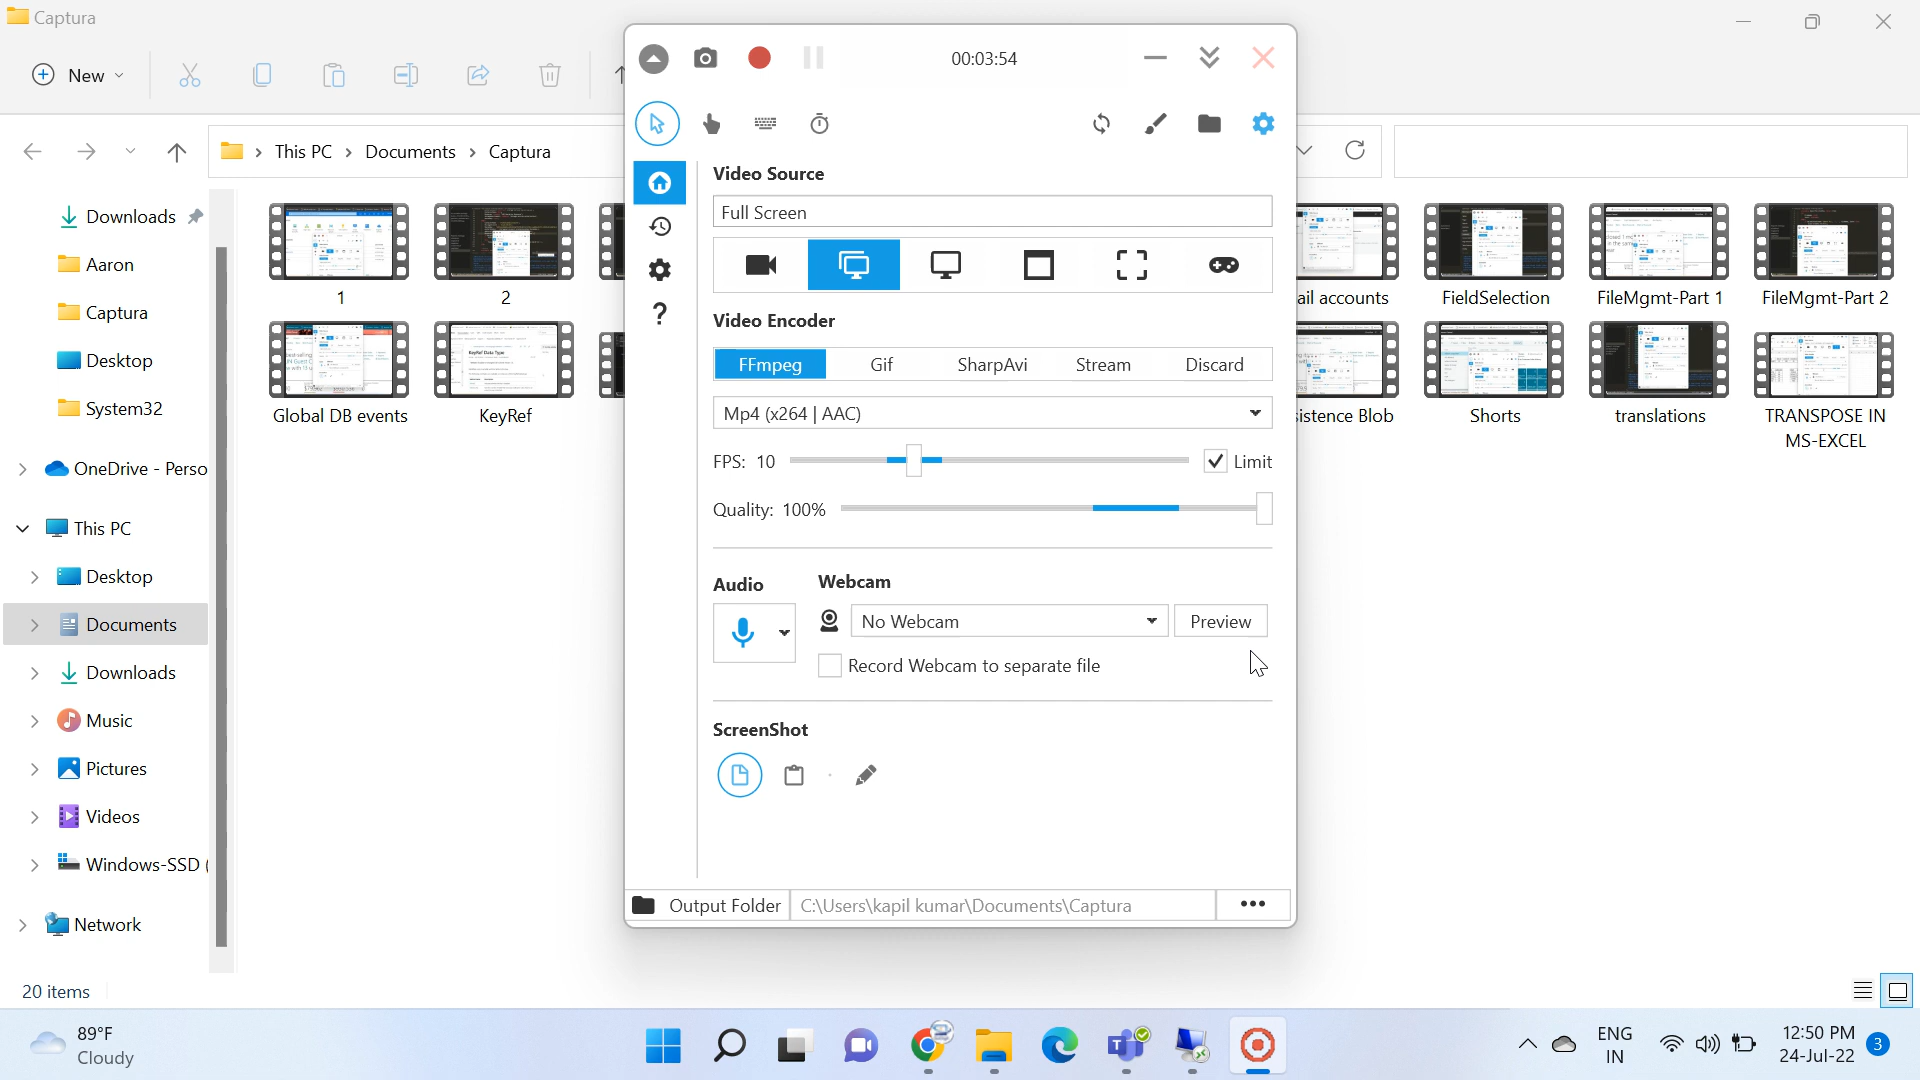 Captura
New
00:03:54
This PC > Documents > Captura
Downloads
Aaron
Captura
Desktop
System32
OneDrive - Perso
This PC
Desktop
Documents
Downloads
Music
Pictures
Videos
Windows-SSD (
Network
1
2
ail accounts
FieldSelection
FileMgmt-Part 1
FileMgmt-Part 2
Global DB events
KeyRef
istence Blob
Shorts
translations
TRANSPOSE IN
MS-EXCEL
Video Source
Full Screen
Video Encoder
FFmpeg Gif SharpAvi Stream Discard
Mp4 (x264 | AAC)
FPS: 10 Limit
Quality: 100%
Audio Webcam
No Webcam Preview
Record Webcam to separate file
ScreenShot
Output Folder C:\Users\kapil kumar\Documents\Captura
20 items
89°F
Cloudy
ENG
IN
12:50 PM
24-Jul-22
3